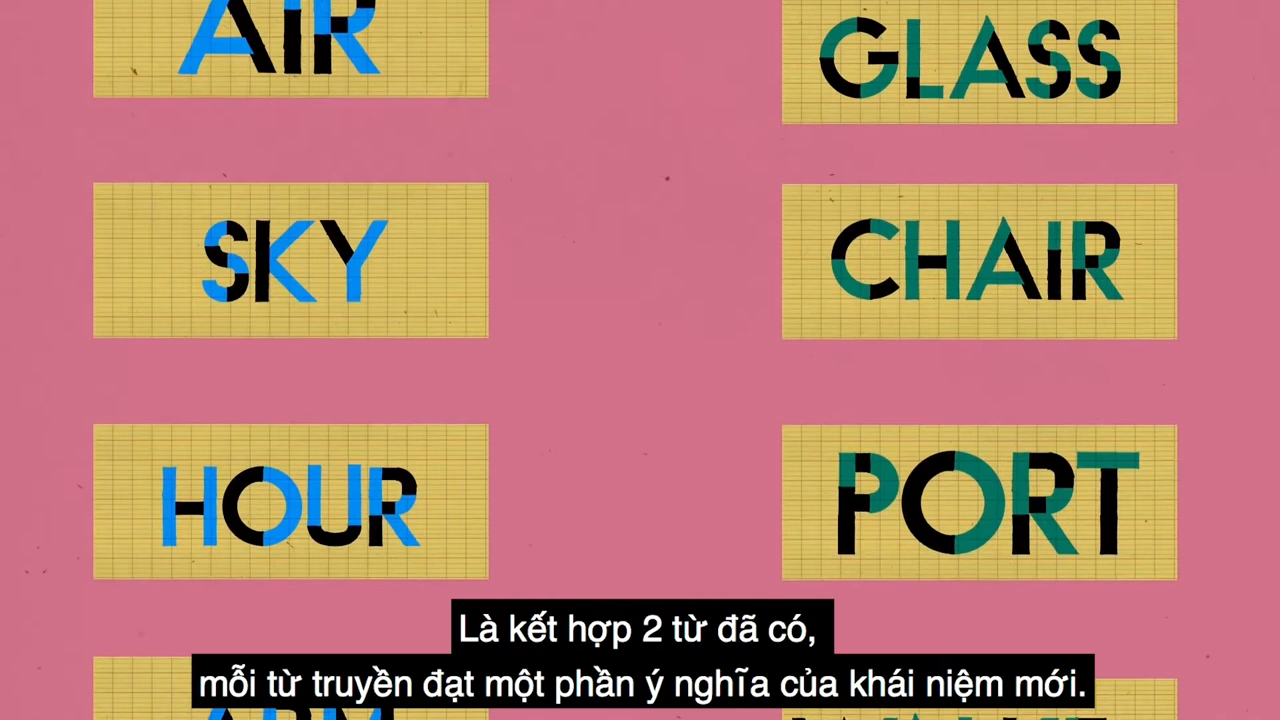 AIR
GLASS
SKY
CHAIR
HOUR
PORT
ARM
Là kết hợp 2 từ đã có,
mỗi từ truyền đạt một phần ý nghĩa của khái niệm mới.